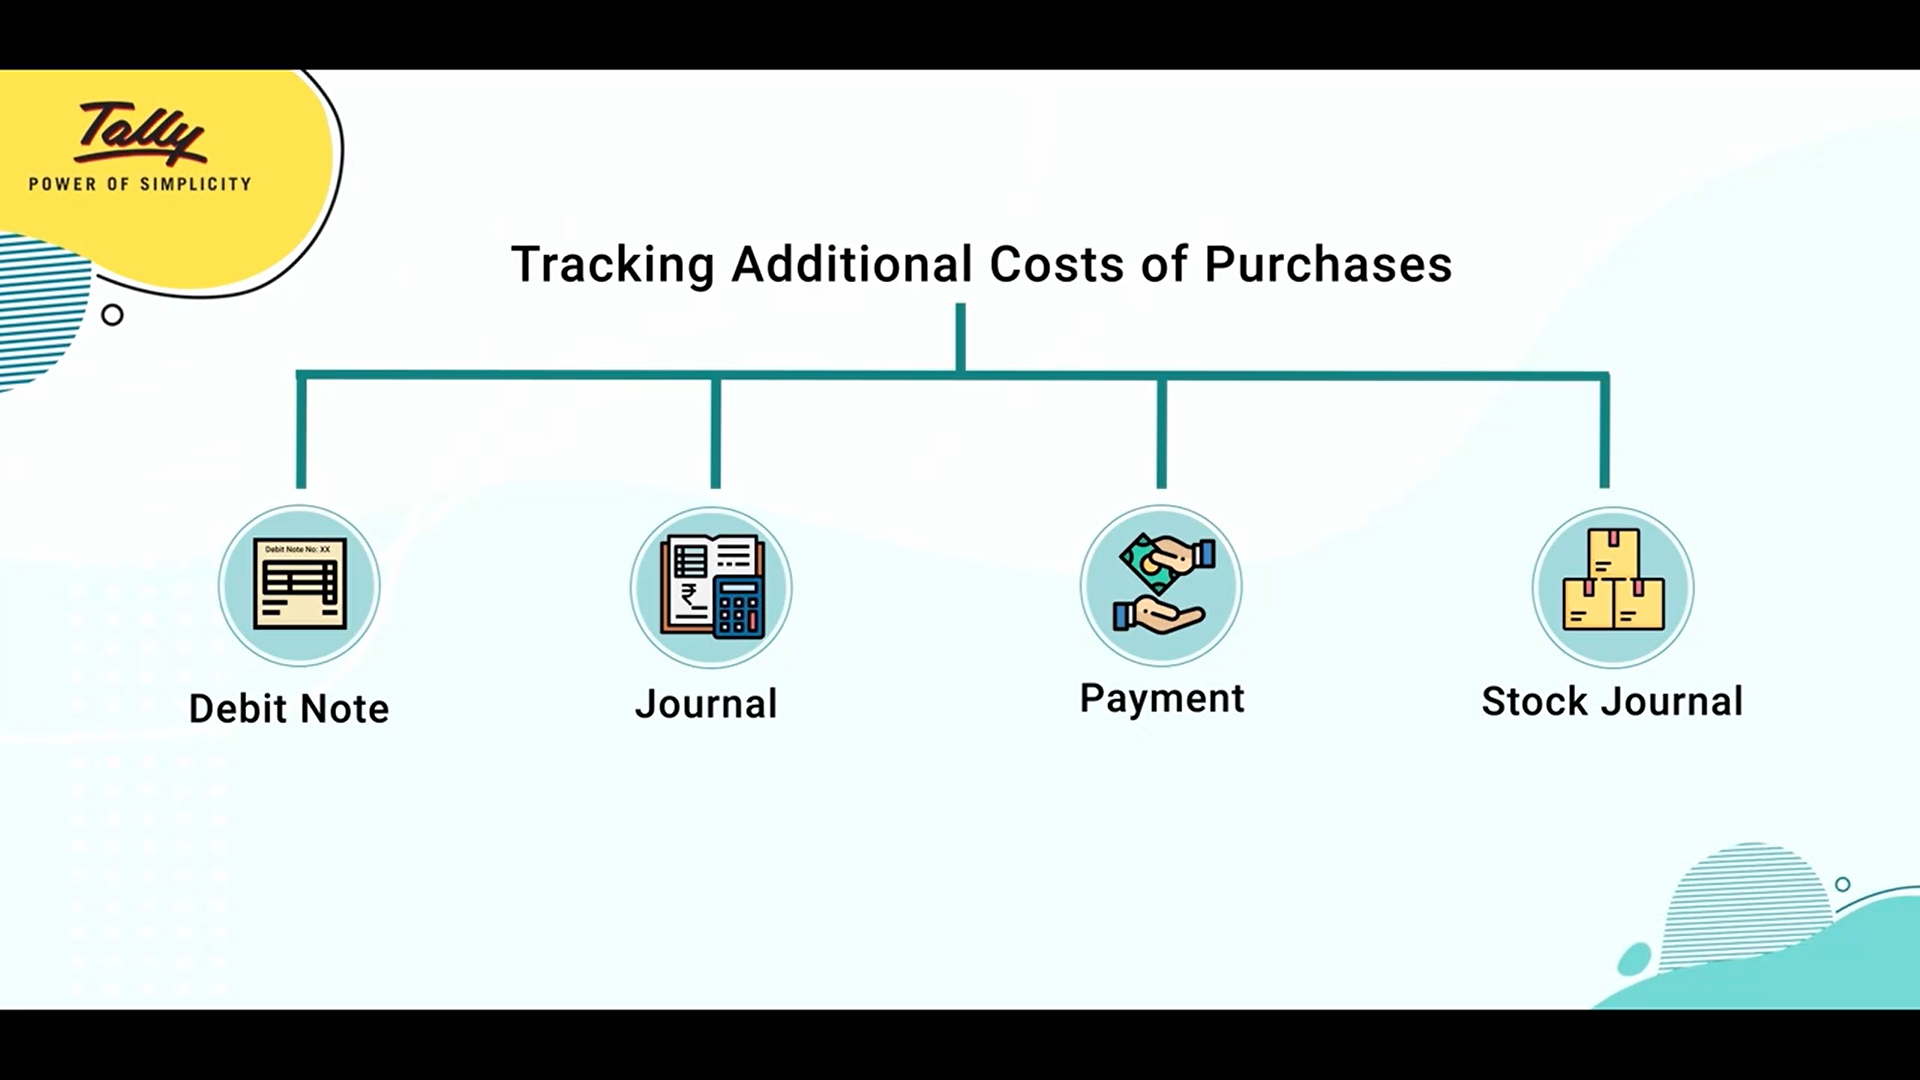 Tally
POWER OF SIMPLICITY
Tracking Additional Costs of Purchases
Debit Note No: XX
₹
Debit Note
Journal
Payment
Stock Journal